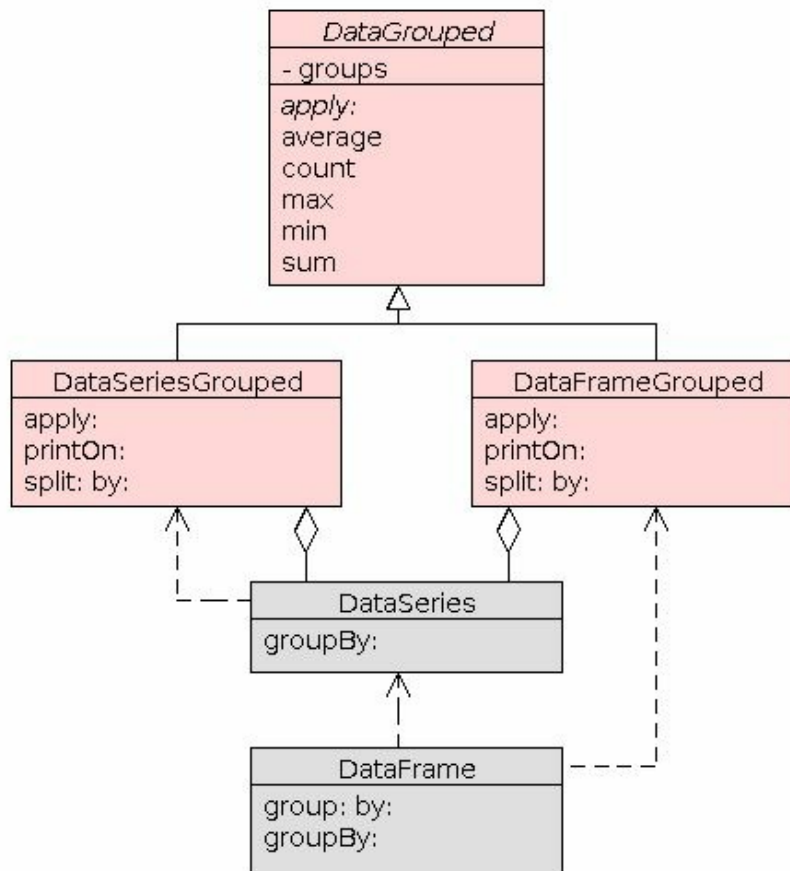 DataGrouped
- groups
apply:
average
count
max
min
sum
DataSeriesGrouped
apply:
printOn:
split: by:
DataFrameGrouped
apply:
printOn:
split: by:
DataSeries
groupBy:
DataFrame
group: by:
groupBy: